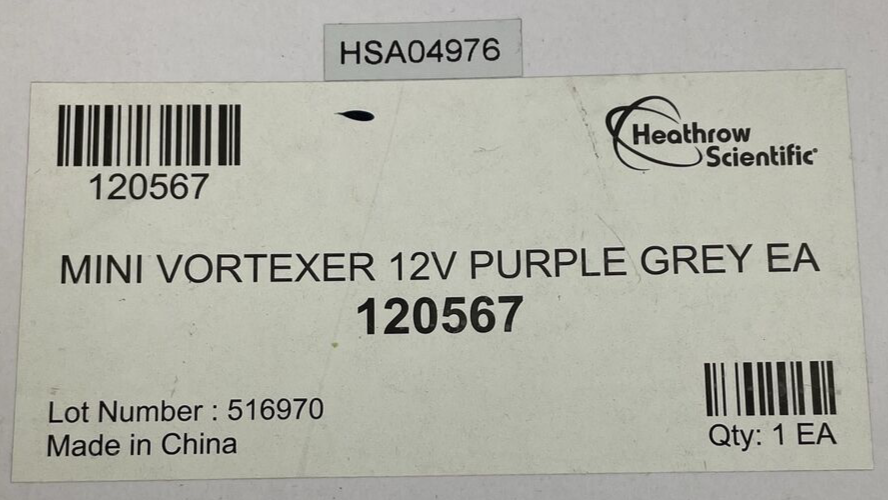 HSA04976
Heathrow
Scientific®
120567
MINI VORTEXER 12V PURPLE GREY EA
120567
Lot Number : 516970
Made in China
Qty: 1 EA